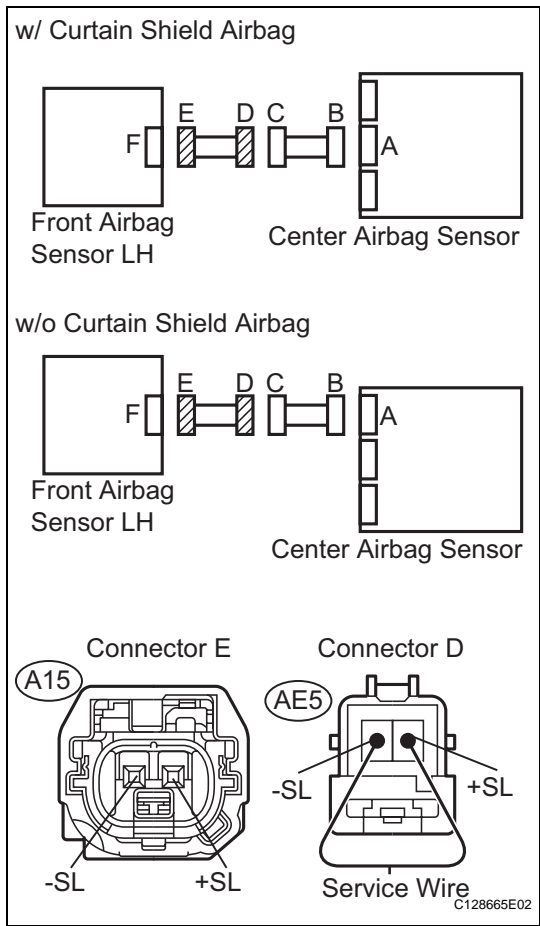 w/ Curtain Shield Airbag
E D C B
F A
Front Airbag
Sensor LH
Center Airbag Sensor
w/o Curtain Shield Airbag
E D C B
F A
Front Airbag
Sensor LH
Center Airbag Sensor
Connector E Connector D
A15
AE5
-SL +SL
-SL +SL
Service Wire
C128665E02